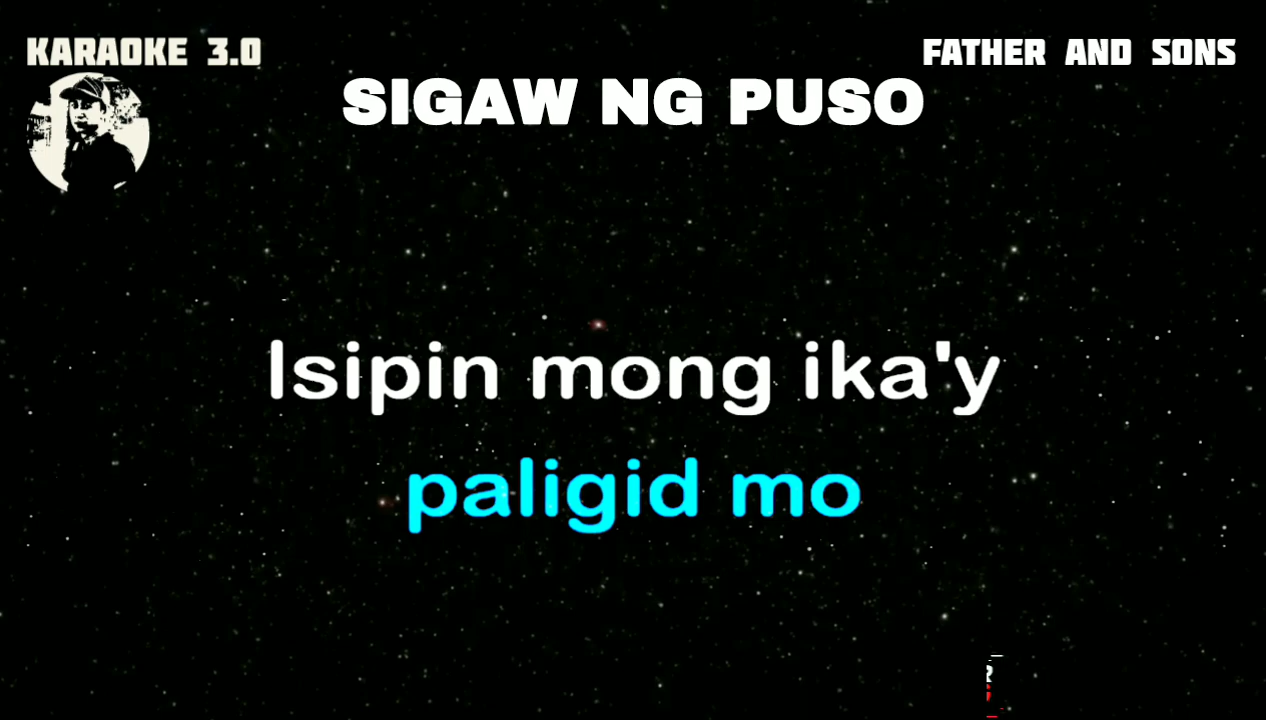 KARAOKE 3.0
FATHER AND SONS
SIGAW NG PUSO
Isipin mong ika'y
paligid mo